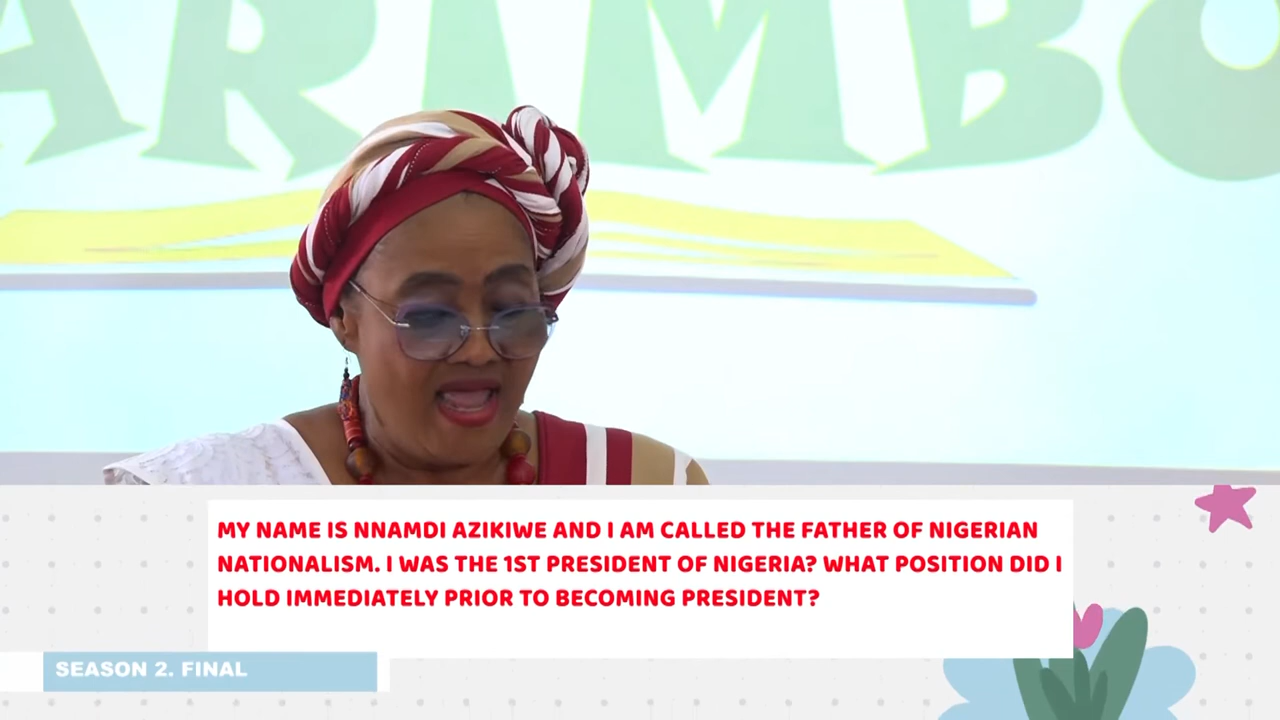 ARIMBO
MY NAME IS NNAMDI AZIKIWE AND I AM CALLED THE FATHER OF NIGERIAN
NATIONALISM. I WAS THE 1ST PRESIDENT OF NIGERIA? WHAT POSITION DID I
HOLD IMMEDIATELY PRIOR TO BECOMING PRESIDENT?
SEASON 2. FINAL